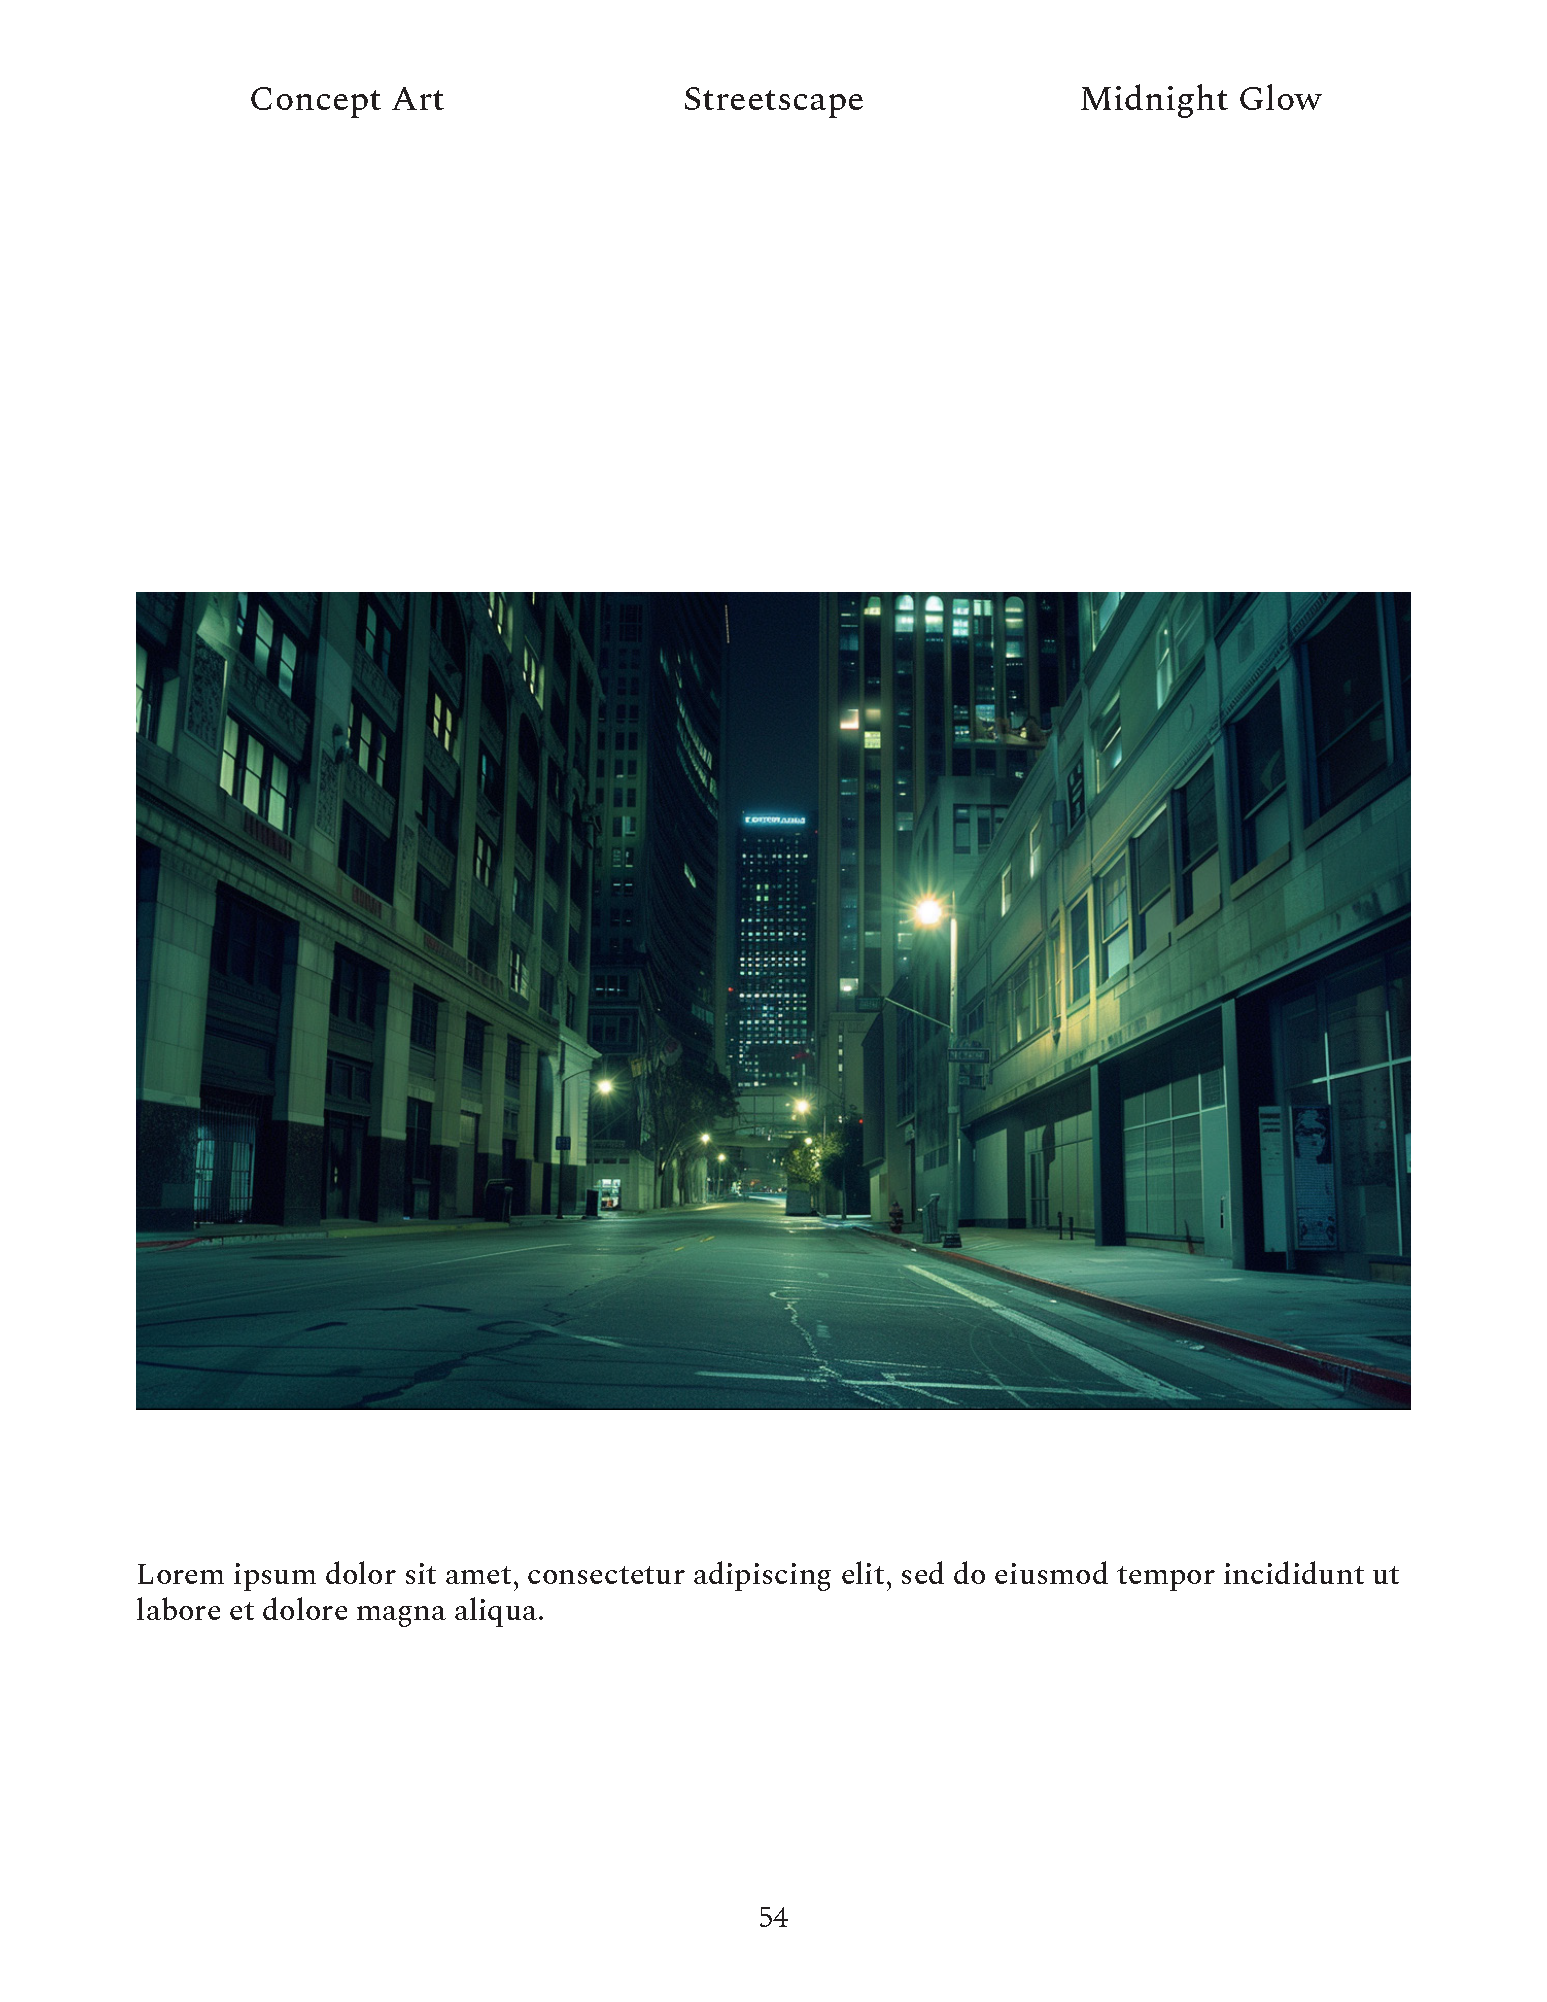 Concept Art Streetscape Midnight Glow
Lorem ipsum dolor sit amet, consectetur adipiscing elit, sed do eiusmod tempor incididunt ut
labore et dolore magna aliqua.
54